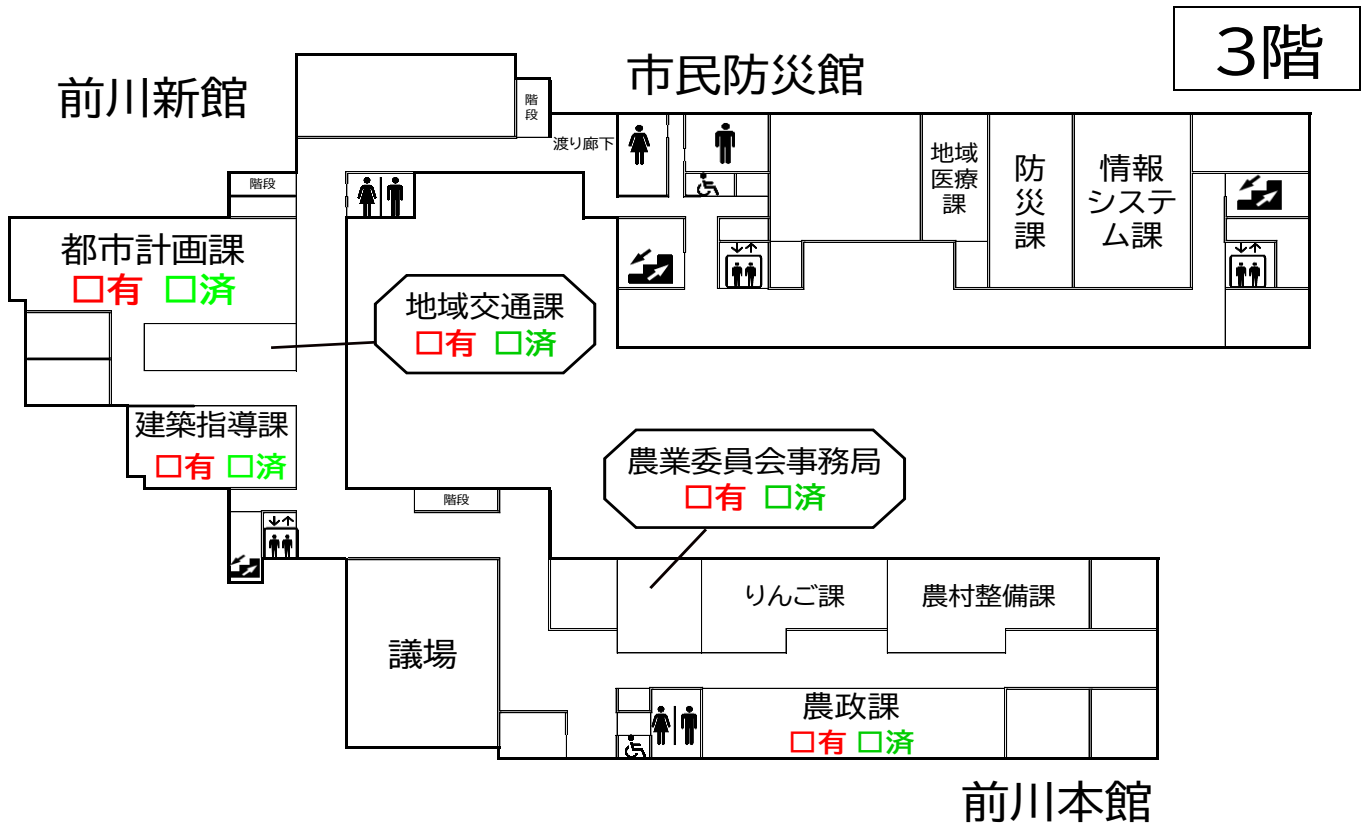 3階
前川新館
市民防災館
階段
渡り廊下
階段
地域
医療
課
防
災
課
情報
システ
ム課
都市計画課
□有 □済
地域交通課
□有 □済
建築指導課
□有 □済
農業委員会事務局
□有 □済
階段
りんご課
農村整備課
議場
農政課
□有 □済
前川本館